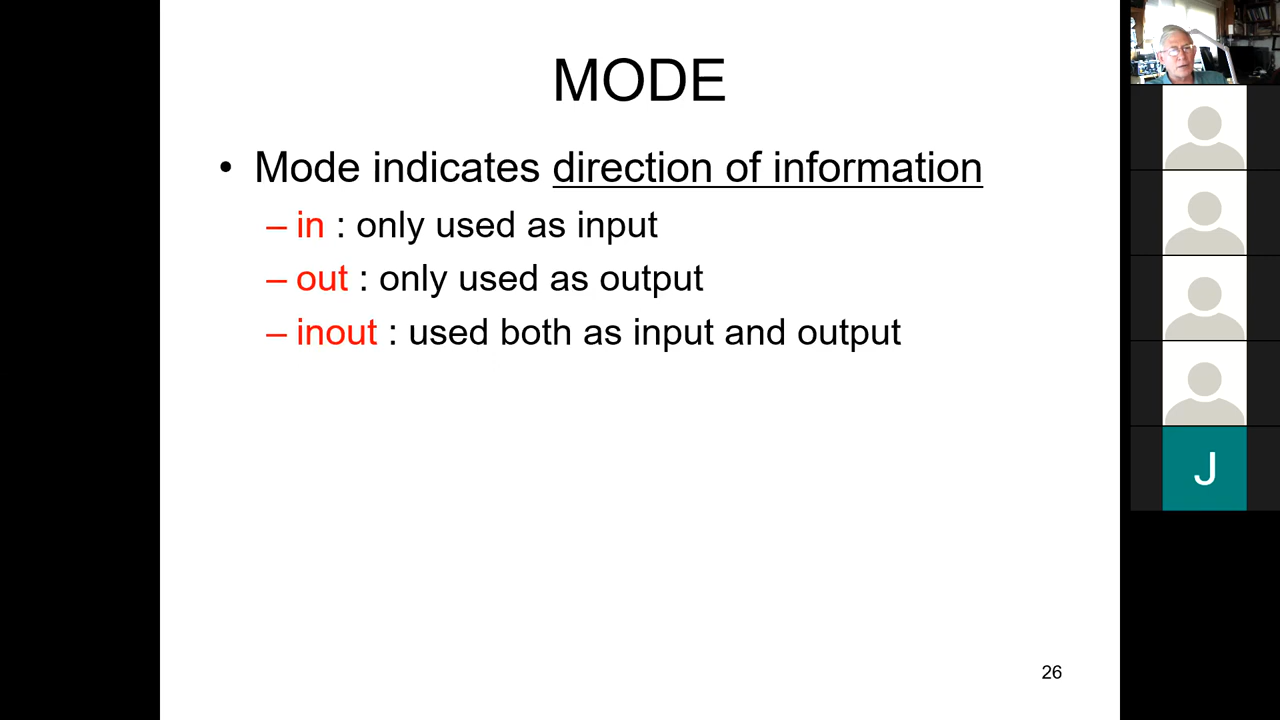 MODE
• Mode indicates direction of information
– in : only used as input
– out : only used as output
– inout : used both as input and output
J
26